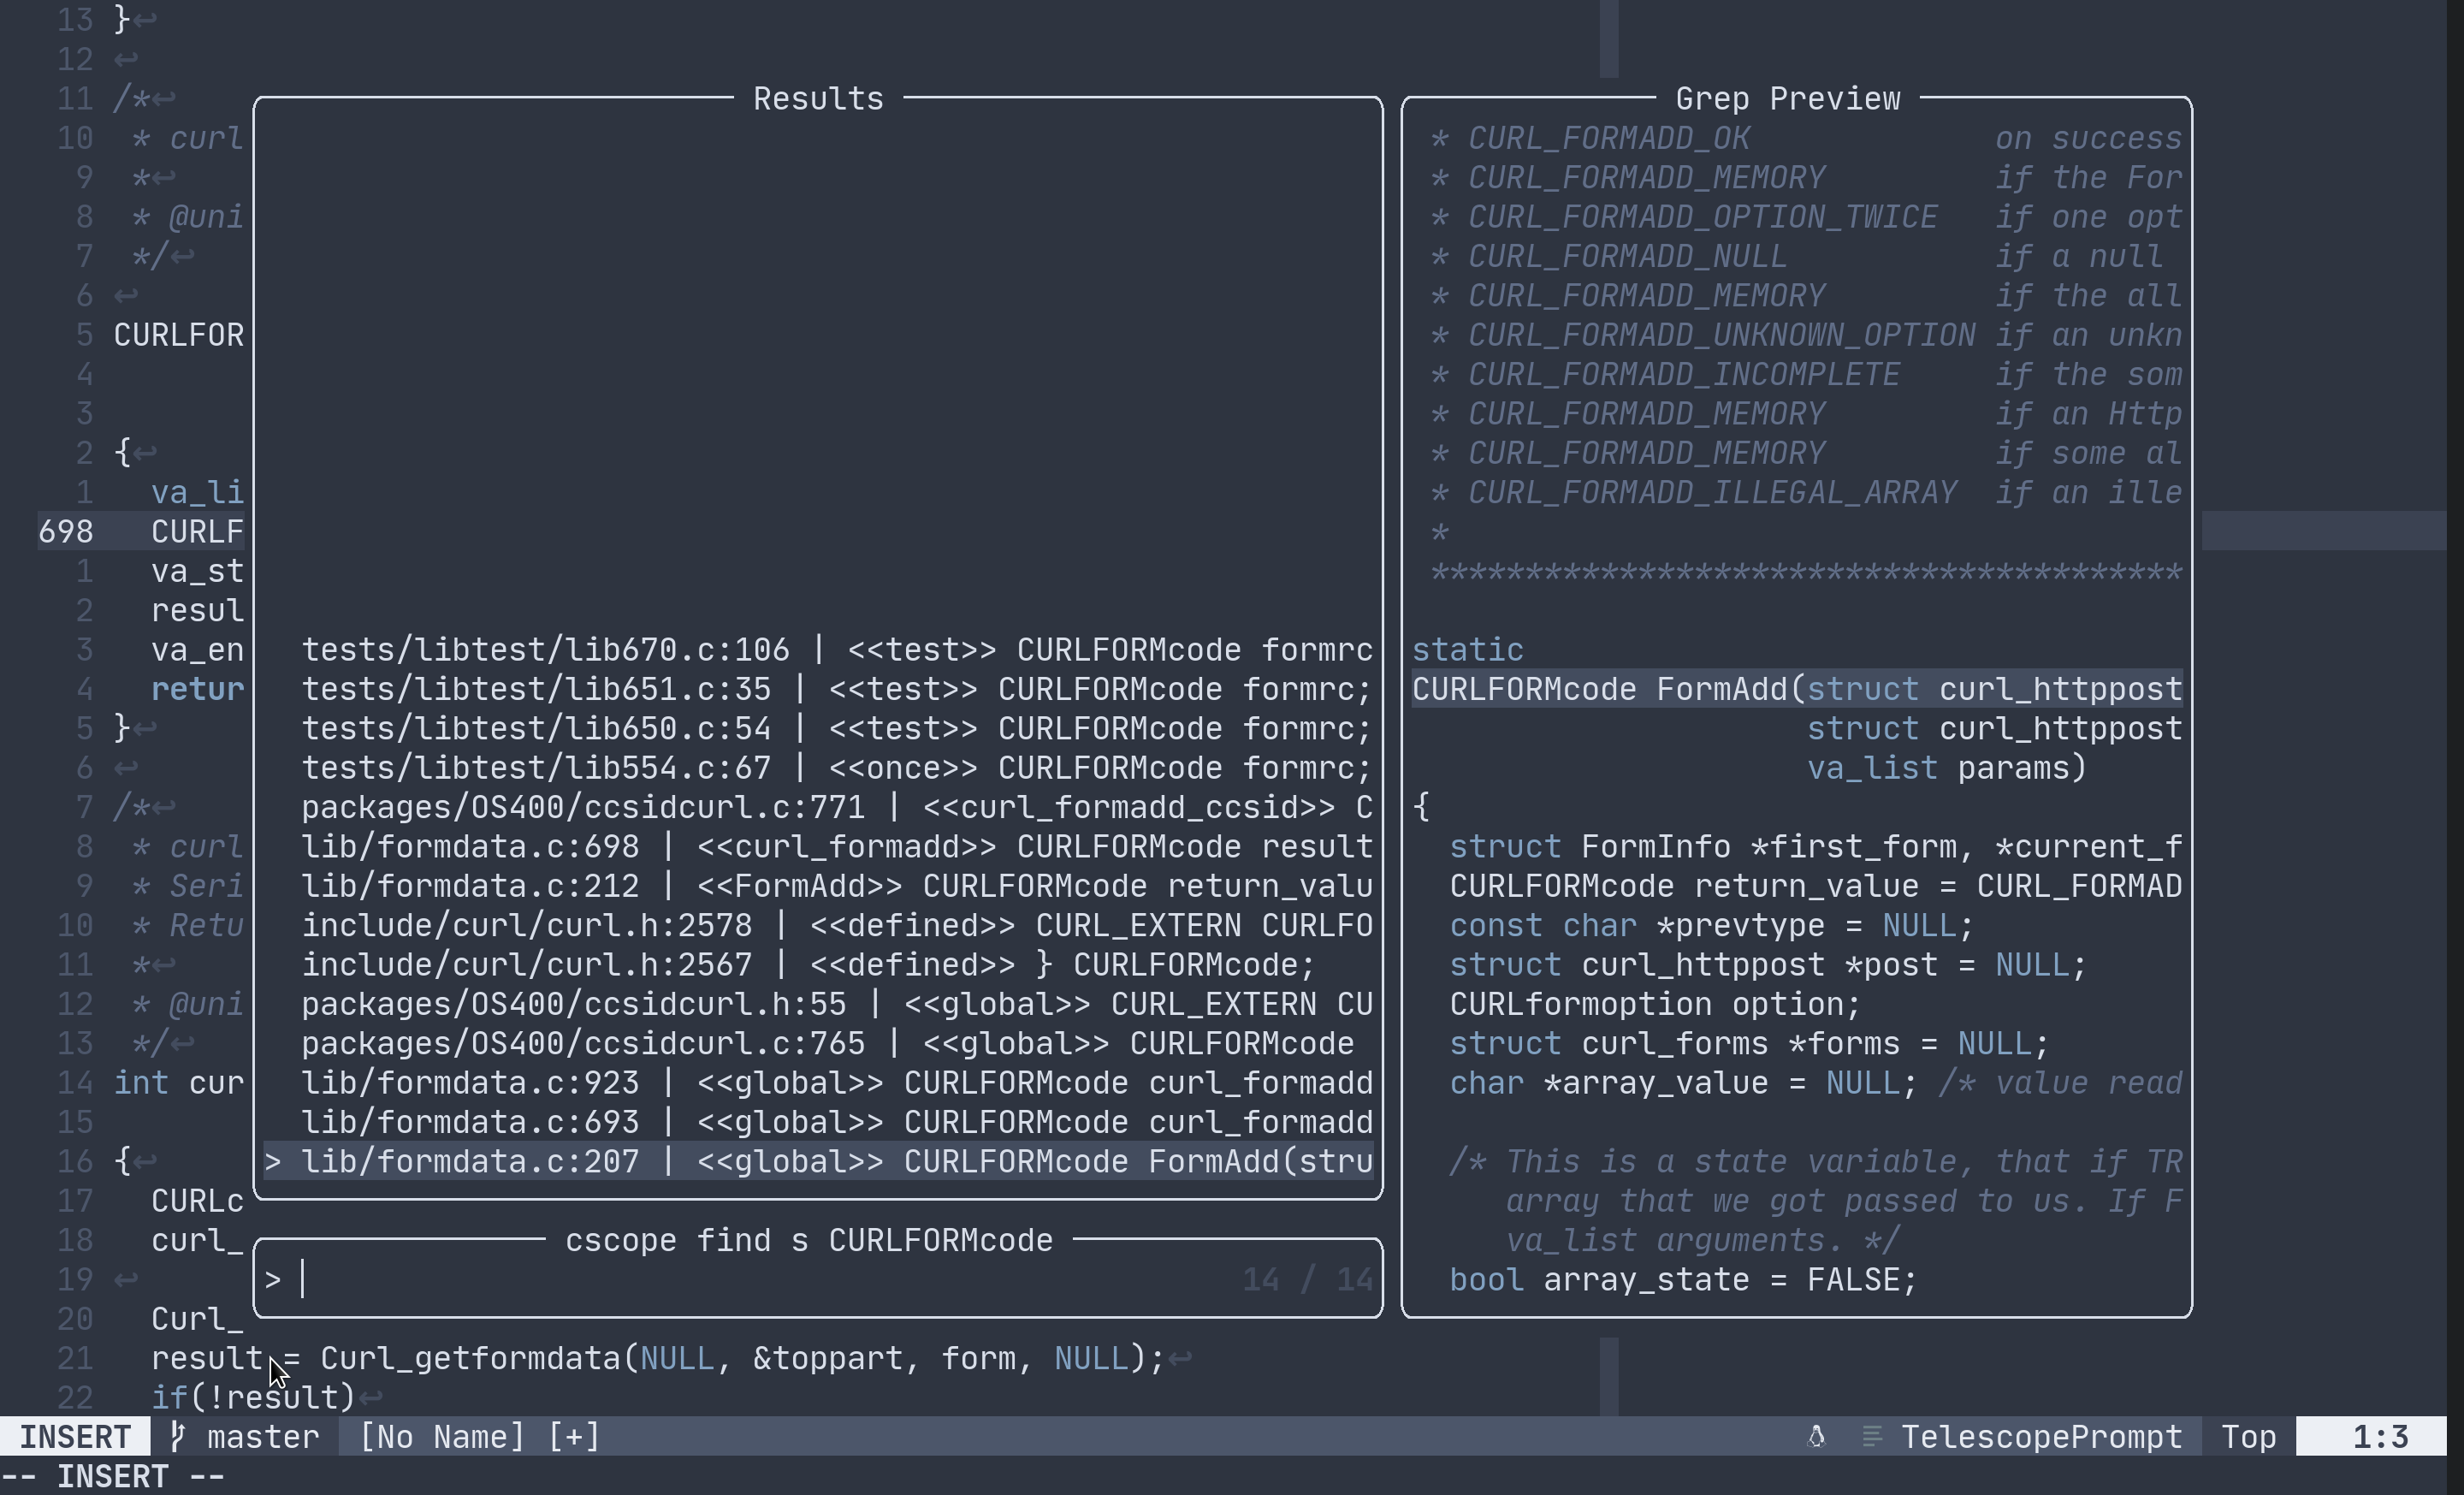 13 }↩
12 ↩
11 /*↩
10  * curl
9  *↩
8  * @uni
7  */↩
6 ↩
5 CURLFOR
4
3
2 {↩
1   va_li
698   CURLF
1   va_st
2   resul
3   va_en
4   retur
5 }↩
6 ↩
7 /*↩
8  * curl
9  * Seri
10  * Retu
11  *↩
12  * @uni
13  */↩
14 int cur
15
16 {↩
17   CURLc
18   curl_
19 ↩
20   Curl_
21   result = Curl_getformdata(NULL, &toppart, form, NULL);↩
22   if(!result)↩
Results
tests/libtest/lib670.c:106 | <<test>> CURLFORMcode formrc
tests/libtest/lib651.c:35 | <<test>> CURLFORMcode formrc;
tests/libtest/lib650.c:54 | <<test>> CURLFORMcode formrc;
tests/libtest/lib554.c:67 | <<once>> CURLFORMcode formrc;
packages/OS400/ccsidcurl.c:771 | <<curl_formadd_ccsid>> C
lib/formdata.c:698 | <<curl_formadd>> CURLFORMcode result
lib/formdata.c:212 | <<FormAdd>> CURLFORMcode return_valu
include/curl/curl.h:2578 | <<defined>> CURL_EXTERN CURLFO
include/curl/curl.h:2567 | <<defined>> } CURLFORMcode;
packages/OS400/ccsidcurl.h:55 | <<global>> CURL_EXTERN CU
packages/OS400/ccsidcurl.c:765 | <<global>> CURLFORMcode
lib/formdata.c:923 | <<global>> CURLFORMcode curl_formadd
lib/formdata.c:693 | <<global>> CURLFORMcode curl_formadd
> lib/formdata.c:207 | <<global>> CURLFORMcode FormAdd(stru
cscope find s CURLFORMcode
> 14 / 14
Grep Preview
 * CURL_FORMADD_OK             on success
 * CURL_FORMADD_MEMORY         if the For
 * CURL_FORMADD_OPTION_TWICE   if one opt
 * CURL_FORMADD_NULL           if a null
 * CURL_FORMADD_MEMORY         if the all
 * CURL_FORMADD_UNKNOWN_OPTION if an unkn
 * CURL_FORMADD_INCOMPLETE     if the som
 * CURL_FORMADD_MEMORY         if an Http
 * CURL_FORMADD_MEMORY         if some al
 * CURL_FORMADD_ILLEGAL_ARRAY  if an ille
 *
 ****************************************
static
CURLFORMcode FormAdd(struct curl_httppost
                     struct curl_httppost
                     va_list params)
{
  struct FormInfo *first_form, *current_f
  CURLFORMcode return_value = CURL_FORMAD
  const char *prevtype = NULL;
  struct curl_httppost *post = NULL;
  CURLformoption option;
  struct curl_forms *forms = NULL;
  char *array_value = NULL; /* value read
  /* This is a state variable, that if TR
     array that we got passed to us. If F
     va_list arguments. */
  bool array_state = FALSE;
INSERT master [No Name] [+] TelescopePrompt Top 1:3
-- INSERT --